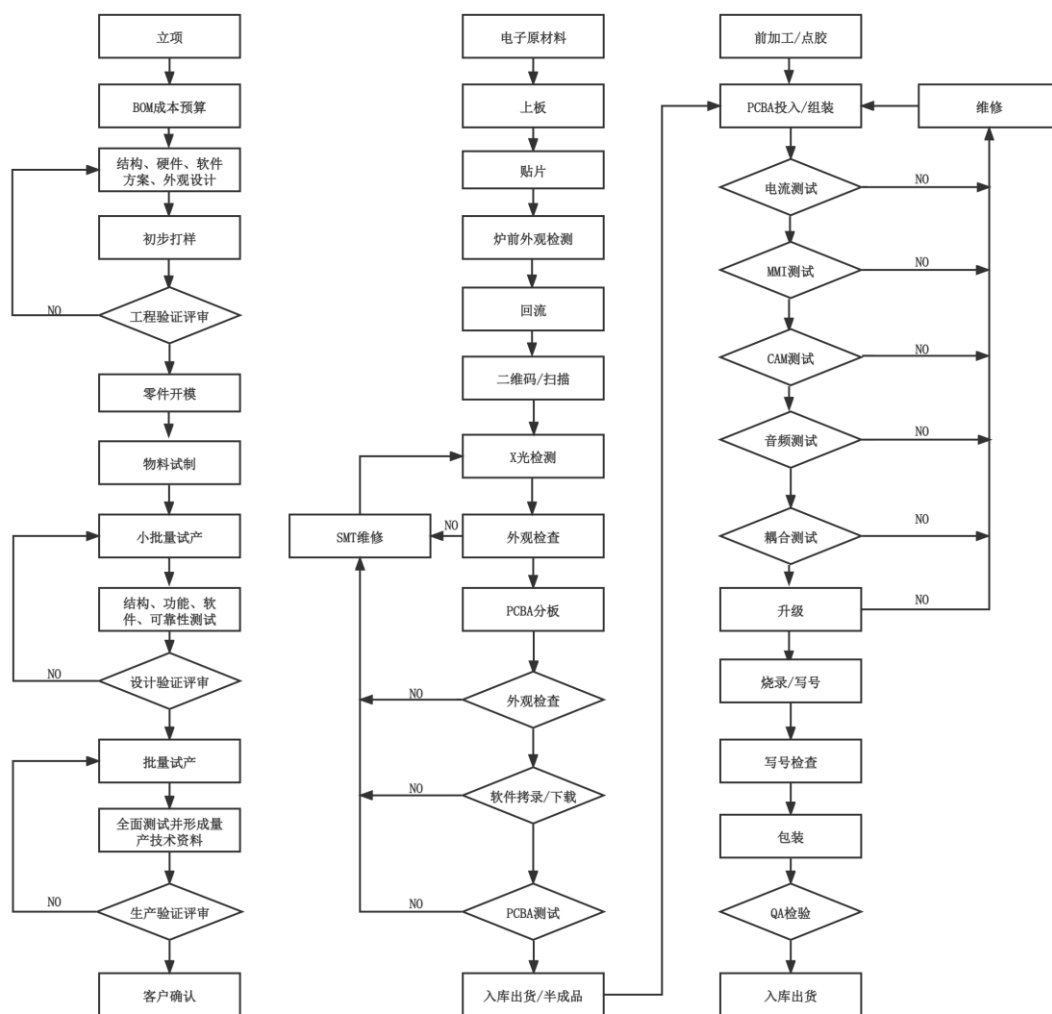 立项
BOM成本预算
结构、硬件、软件
方案、外观设计
初步打样
NO
工程验证评审
零件开模
物料试制
小批量试产
结构、功能、软
件、可靠性测试
NO
设计验证评审
批量试产
全面测试并形成量
产技术资料
NO
生产验证评审
客户确认
电子原材料
上板
贴片
炉前外观检测
回流
二维码/扫描
X光检测
SMT维修
NO
外观检查
PCBA分板
NO
外观检查
NO
软件拷录/下载
NO
PCBA测试
入库出货/半成品
前加工/点胶
PCBA投入/组装
维修
电流测试
NO
MMI测试
NO
CAM测试
NO
音频测试
NO
耦合测试
NO
升级
NO
烧录/写号
写号检查
包装
QA检验
入库出货